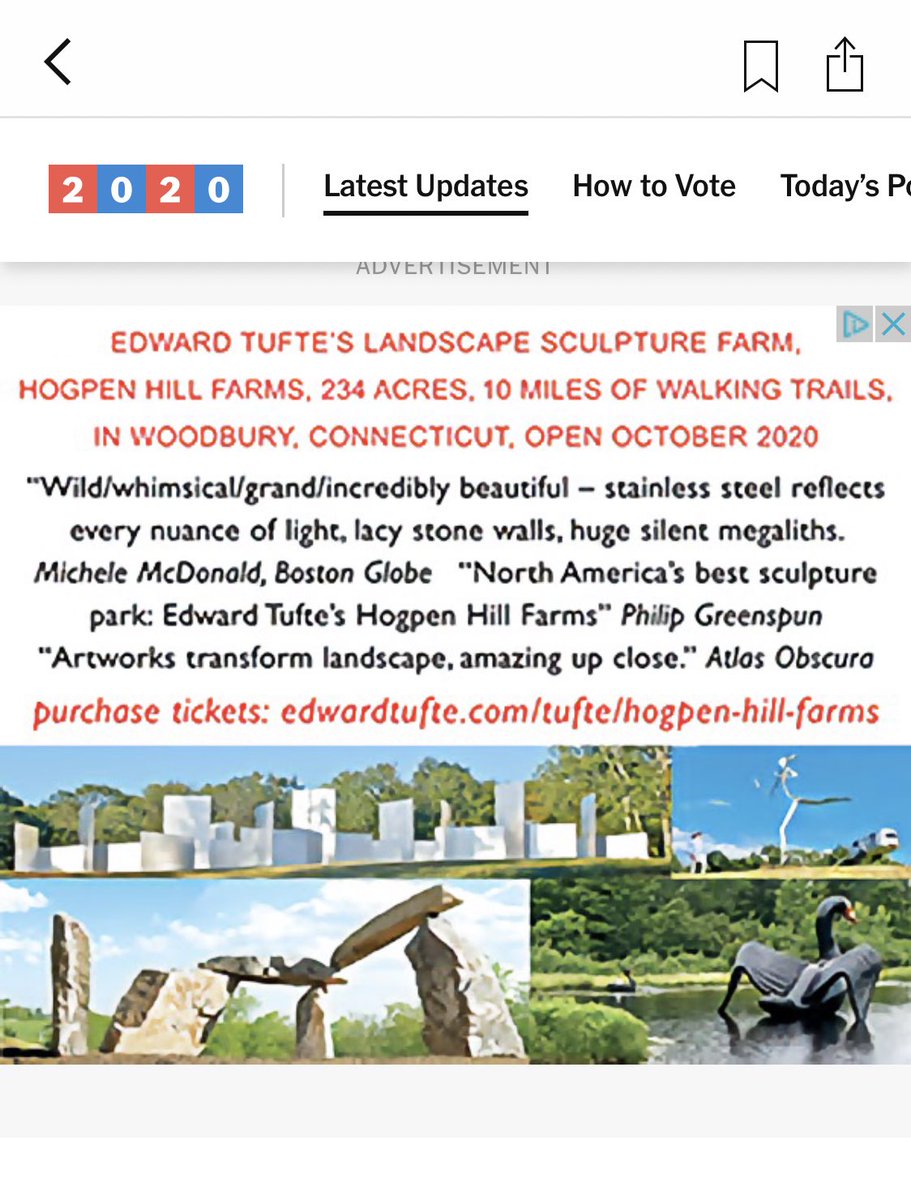 2020
Latest Updates
How to Vote
Today's Po
ADVERTISEMENT
EDWARD TUFTE'S LANDSCAPE SCULPTURE FARM,
HOGPEN HILL FARMS, 234 ACRES, 10 MILES OF WALKING TRAILS,
IN WOODBURY, CONNECTICUT, OPEN OCTOBER 2020
"Wild/whimsical/grand/incredibly beautiful – stainless steel reflects
every nuance of light, lacy stone walls, huge silent megaliths.
Michele McDonald, Boston Globe "North America's best sculpture
park: Edward Tufte's Hogpen Hill Farms" Philip Greenspun
"Artworks transform landscape, amazing up close." Atlas Obscura
purchase tickets: edwardtufte.com/tufte/hogpen-hill-farms